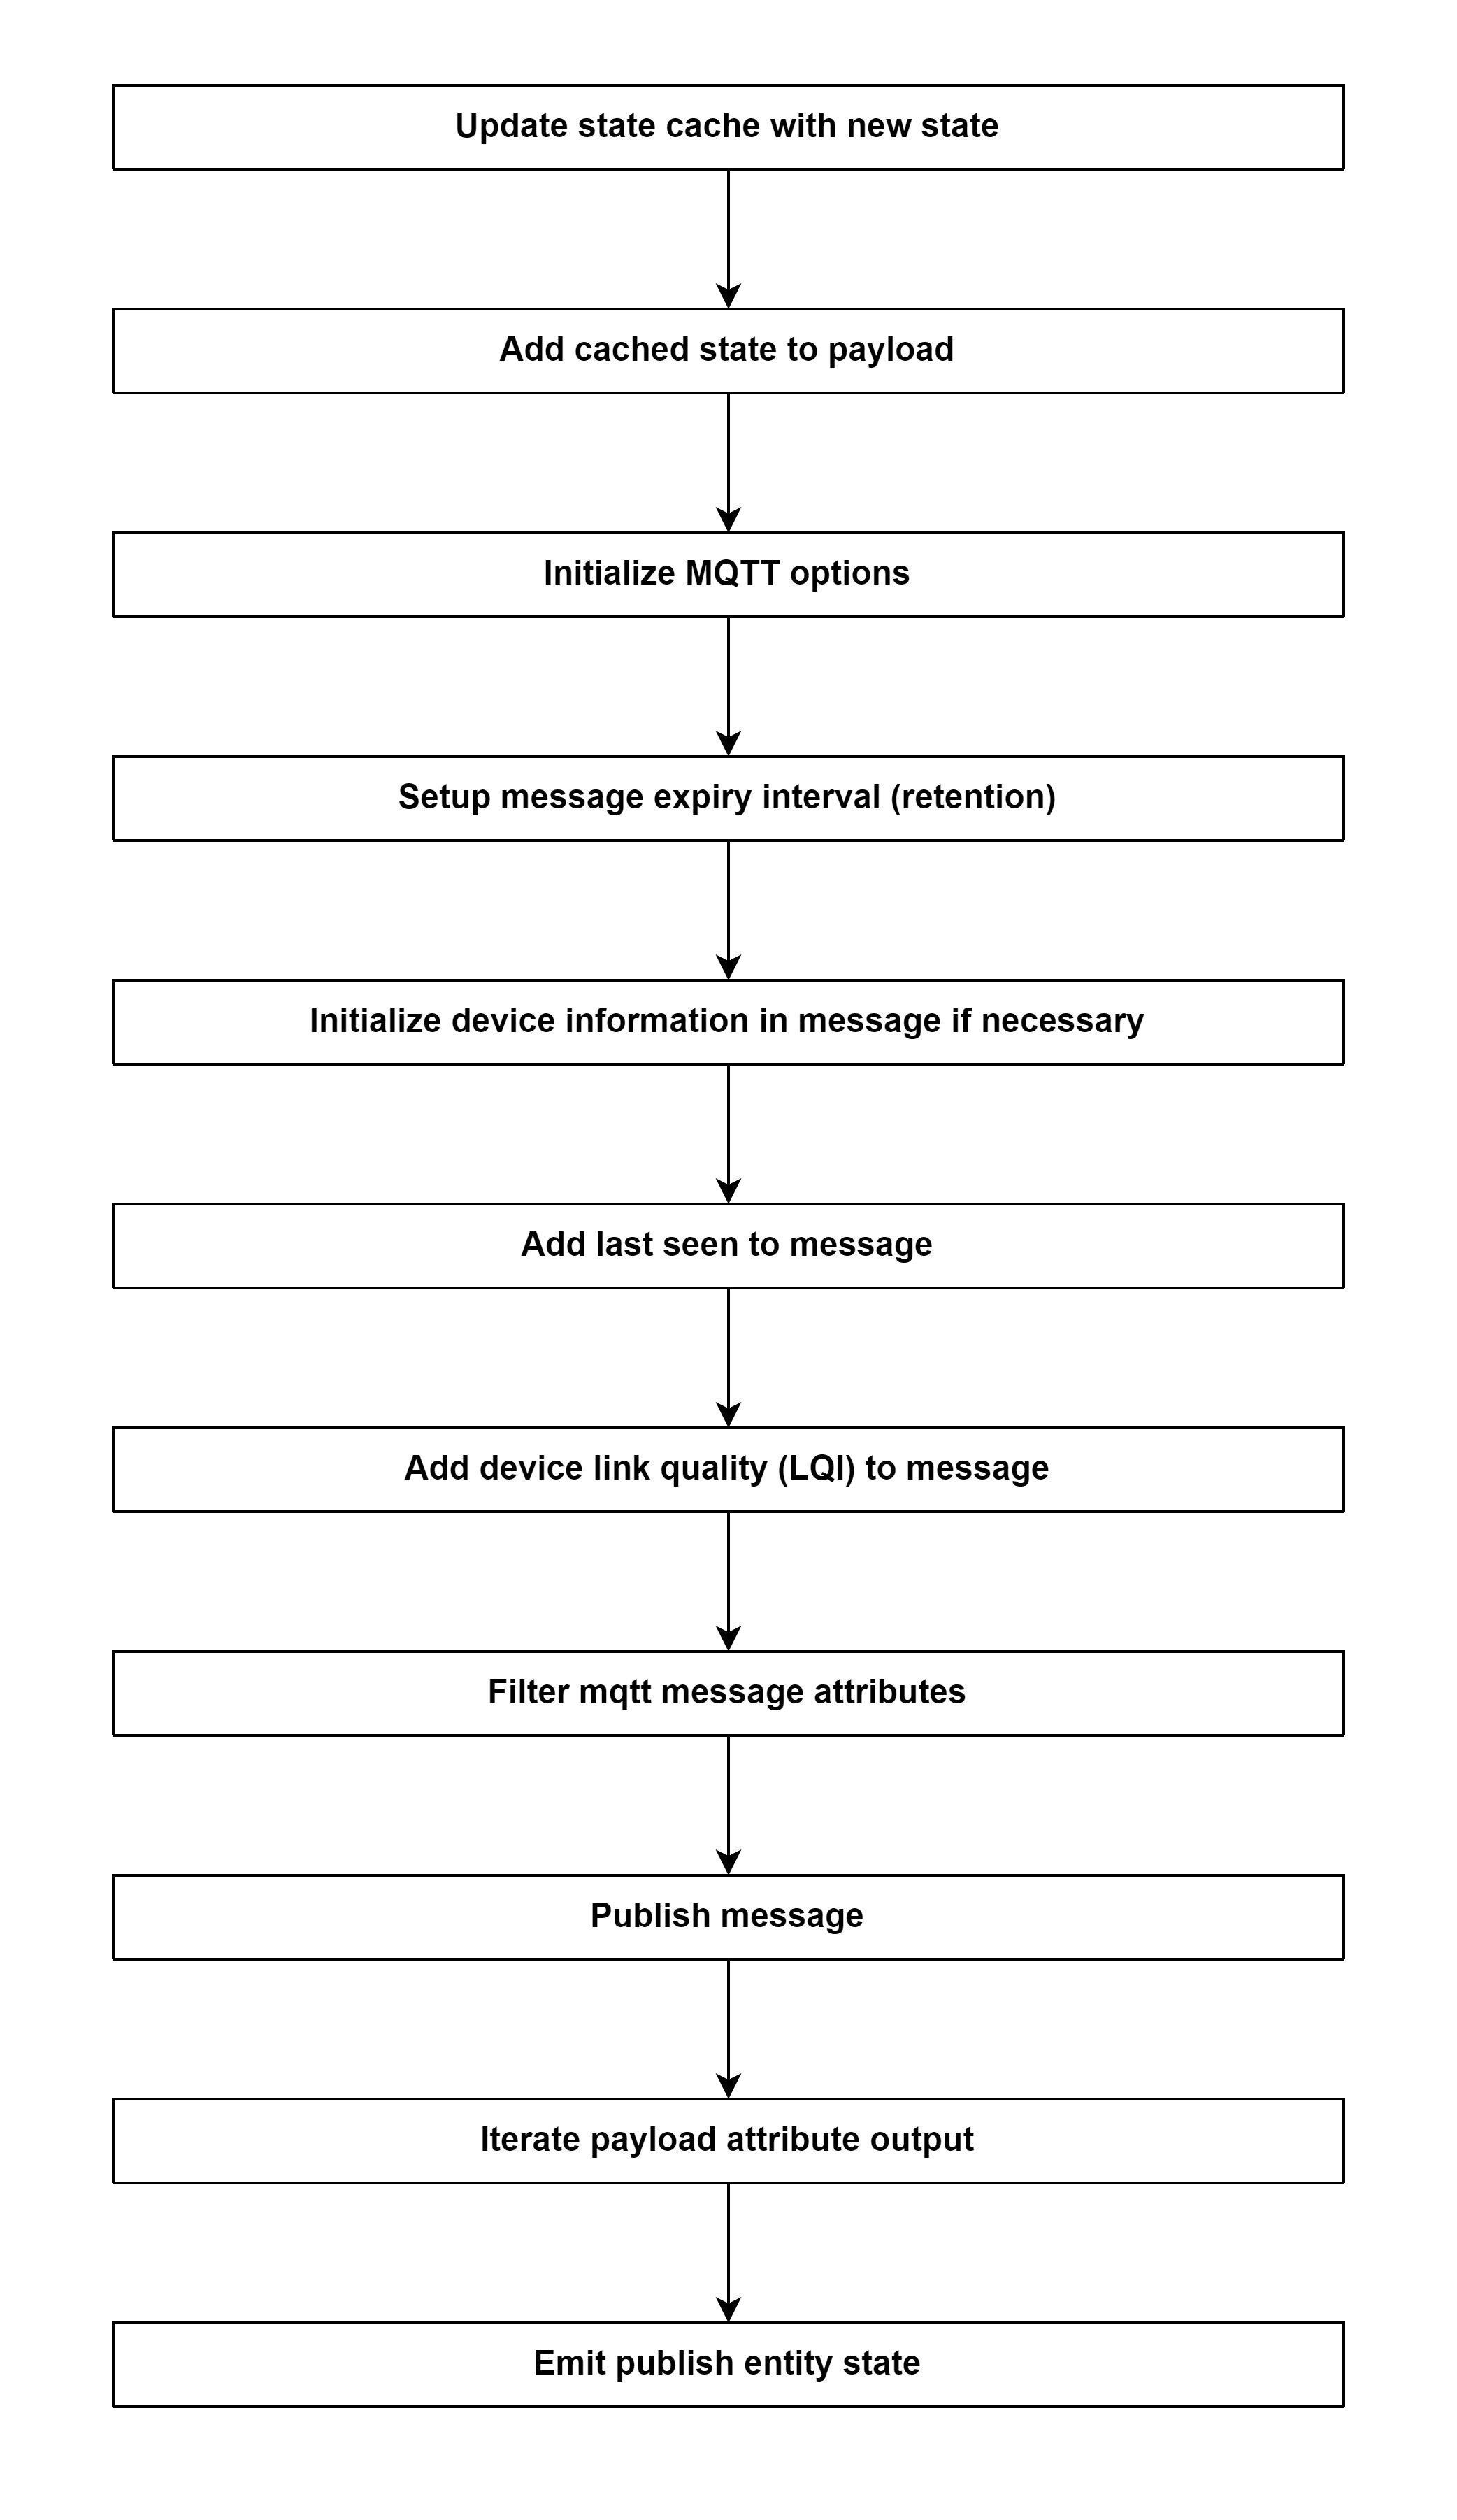 Update state cache with new state
Add cached state to payload
Initialize MQTT options
Setup message expiry interval (retention)
Initialize device information in message if necessary
Add last seen to message
Add device link quality (LQI) to message
Filter mqtt message attributes
Publish message
Iterate payload attribute output
Emit publish entity state